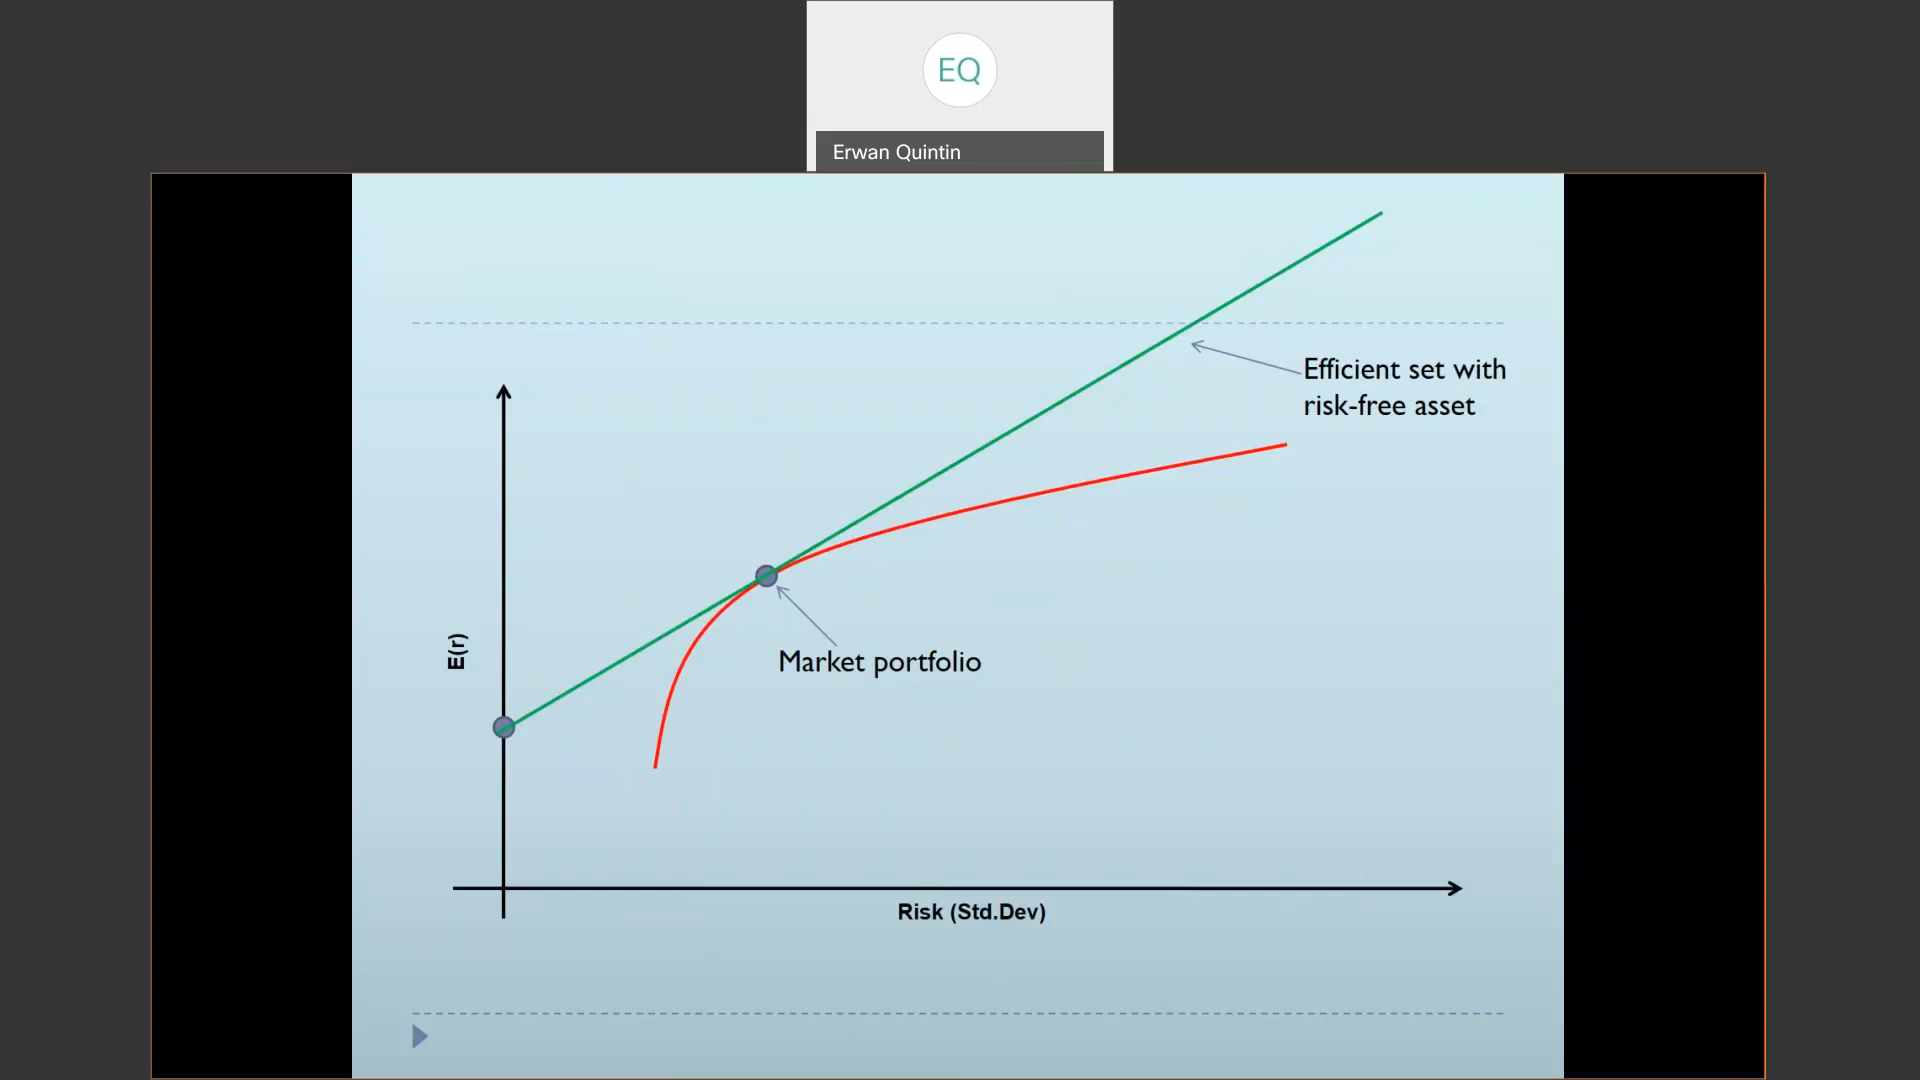 EQ
Erwan Quintin
Efficient set with
risk-free asset
E(r)
Market portfolio
Risk (Std.Dev)